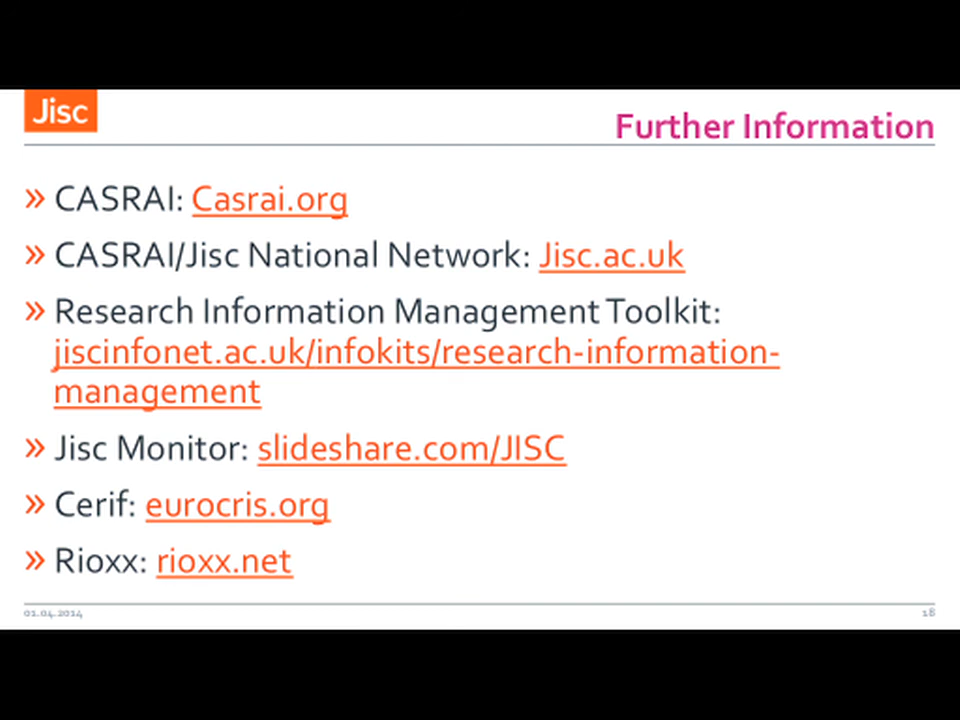 Jisc
Further Information
» CASRAI: Casrai.org
» CASRAI/Jisc National Network: Jisc.ac.uk
» Research Information Management Toolkit:
jiscinfonet.ac.uk/infokits/research-information-
management
» Jisc Monitor: slideshare.com/JISC
» Cerif: eurocris.org
» Rioxx: rioxx.net
01.04.2014
18